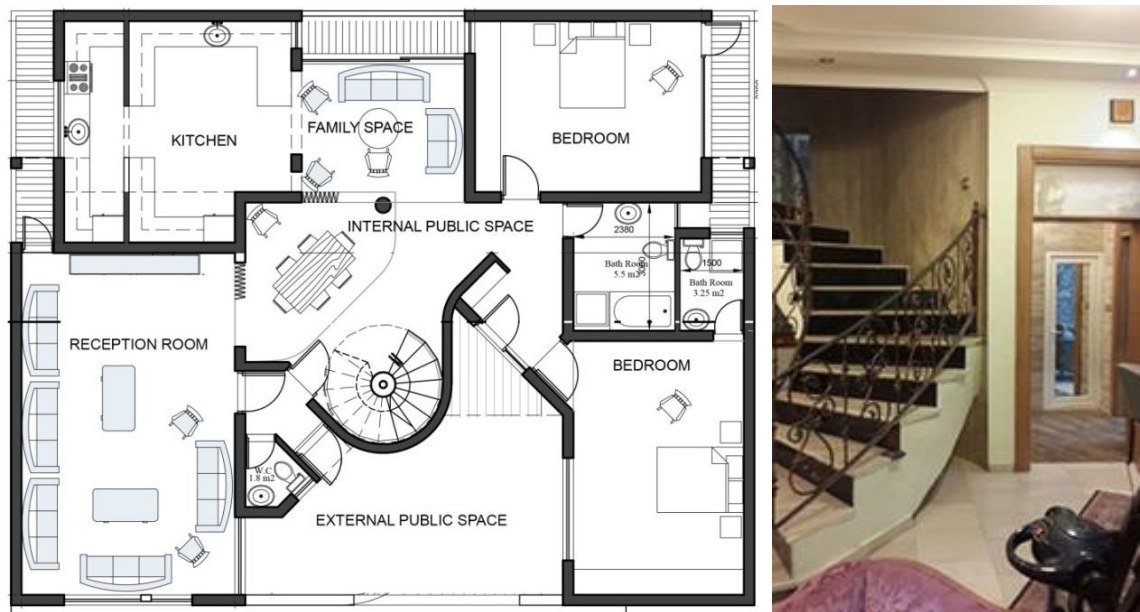 FAMILY SPACE
KITCHEN
BEDROOM
INTERNAL PUBLIC SPACE
2380
Bath Room
5.5 m2
1500
Bath Room
3.25 m2
RECEPTION ROOM
BEDROOM
W.C
1.8 m2
EXTERNAL PUBLIC SPACE